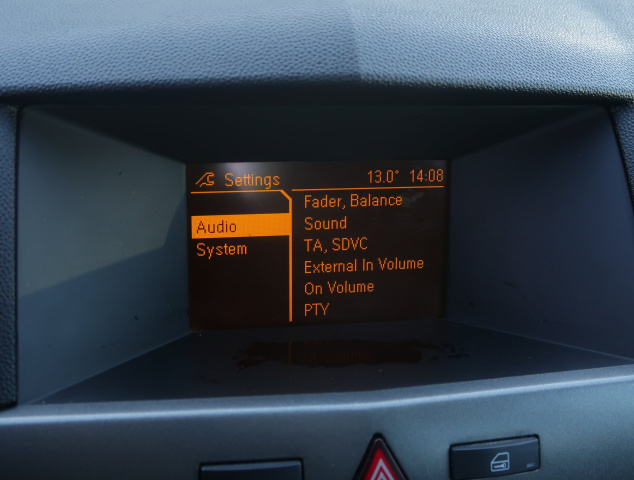 Settings 13.0° 14:08
Audio
System
Fader, Balance
Sound
TA, SDVC
External In Volume
On Volume
PTY